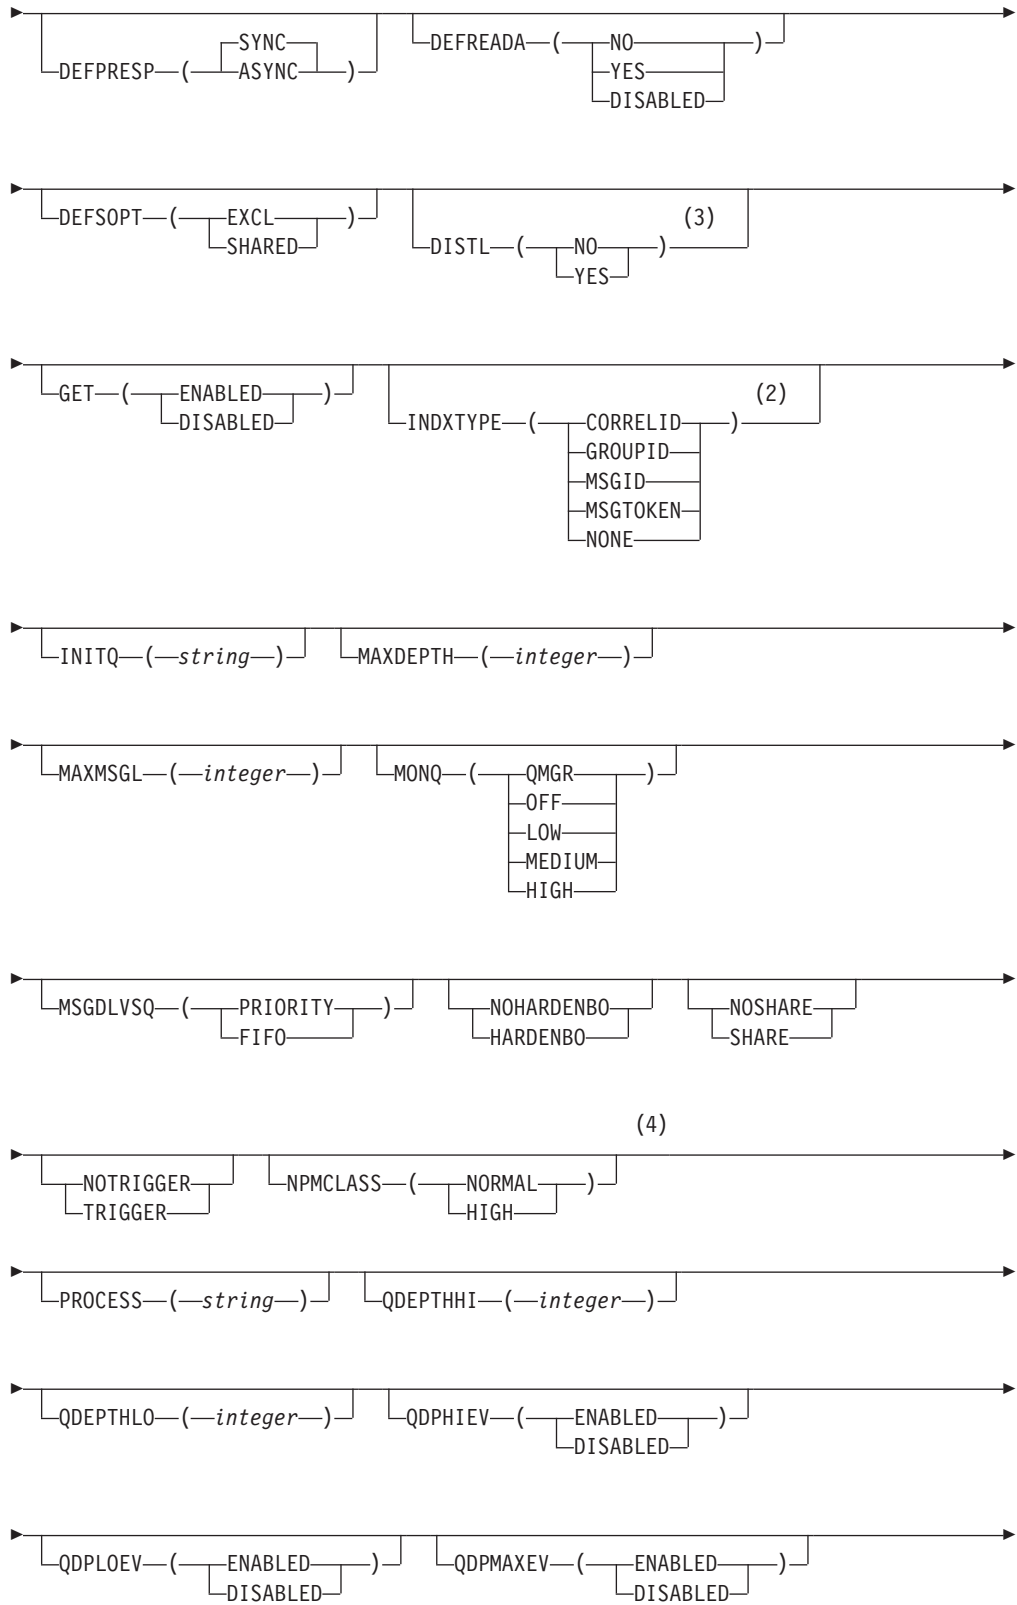 SYNC
DEFPRESP ( ASYNC ) DEFREADA ( NO )
YES
DISABLED
DEFSOPT ( EXCL ) (3)
SHARED DISTL ( NO )
YES
GET ( ENABLED ) (2)
DISABLED INDXTYPE ( CORRELID )
GROUPID
MSGID
MSGTOKEN
NONE
INITQ ( string ) MAXDEPTH ( integer )
MAXMSGL ( integer ) MONQ ( QMGR )
OFF
LOW
MEDIUM
HIGH
MSGDLVSQ ( PRIORITY ) NOHARDENBO NOSHARE
FIFO HARDENBO SHARE
(4)
NOTRIGGER NPMCLASS ( NORMAL )
TRIGGER HIGH
PROCESS ( string ) QDEPTHHI ( integer )
QDEPTHLO ( integer ) QDPHIEV ( ENABLED )
DISABLED
QDPLOEV ( ENABLED ) QDPMAXEV ( ENABLED )
DISABLED DISABLED